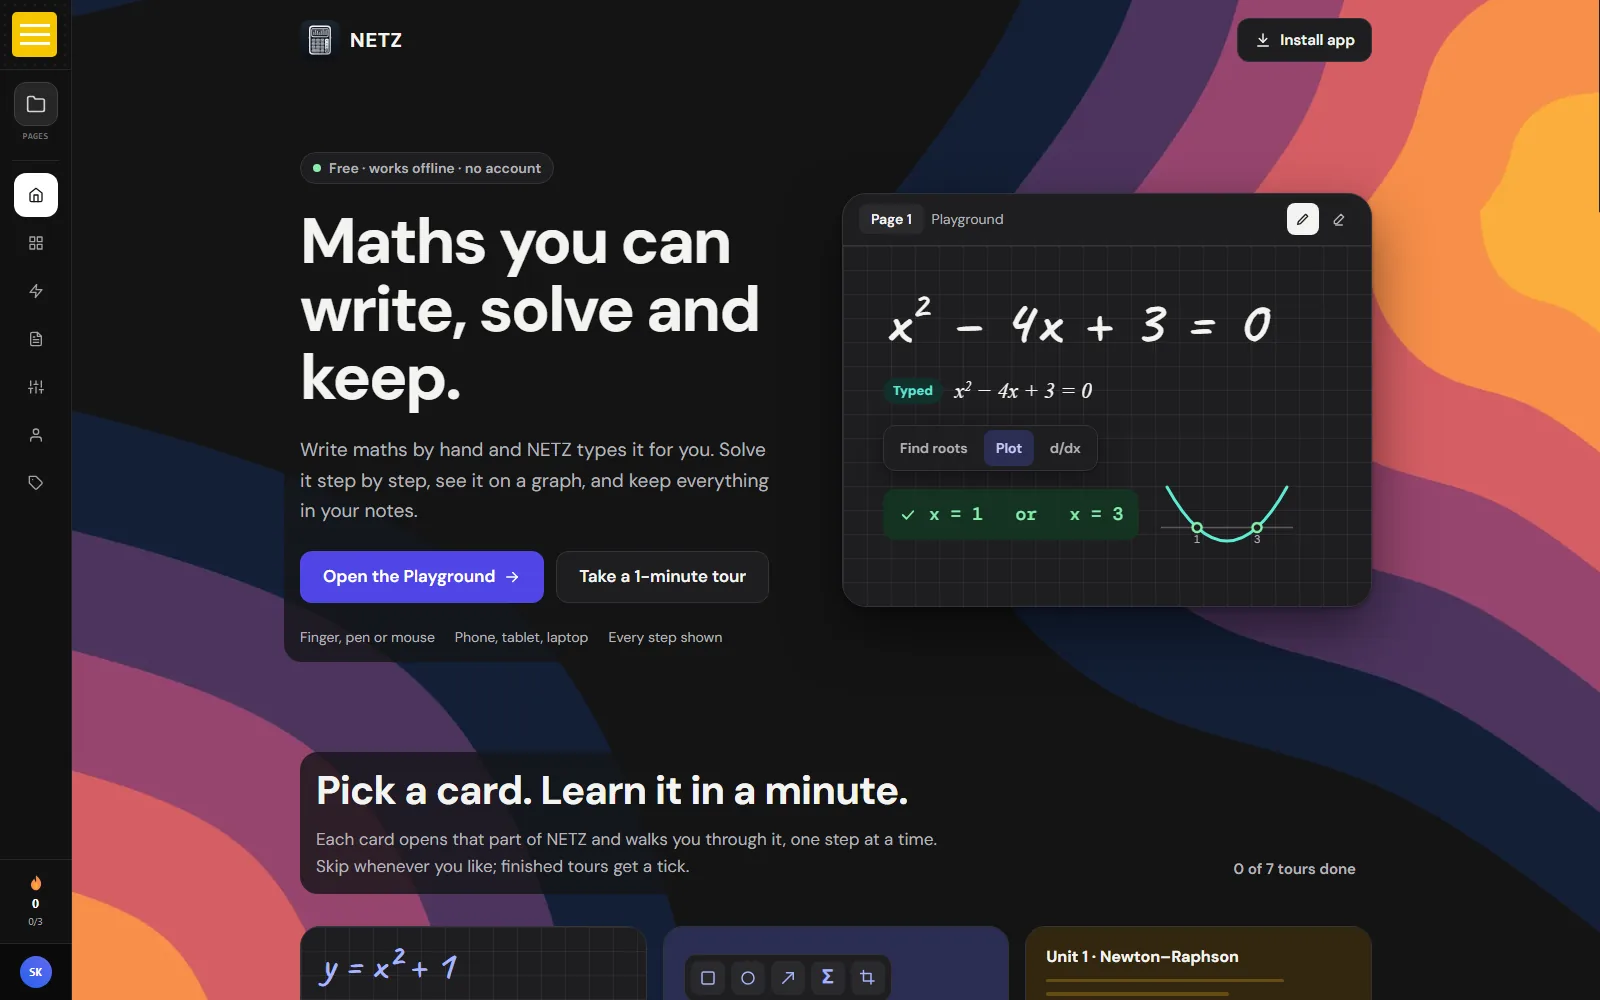 NETZ
Install app
PAGES
Free · works offline · no account
Maths you can
write, solve and
keep.
Write maths by hand and NETZ types it for you. Solve
it step by step, see it on a graph, and keep everything
in your notes.
Open the Playground →
Take a 1-minute tour
Finger, pen or mouse
Phone, tablet, laptop
Every step shown
Page 1
Playground
x² − 4x + 3 = 0
Typed x² − 4x + 3 = 0
Find roots
Plot
d/dx
✓ x = 1 or x = 3
1
3
Pick a card. Learn it in a minute.
Each card opens that part of NETZ and walks you through it, one step at a time.
Skip whenever you like; finished tours get a tick.
0 of 7 tours done
0
0/3
SK
y = x² + 1
Σ
Unit 1 · Newton–Raphson